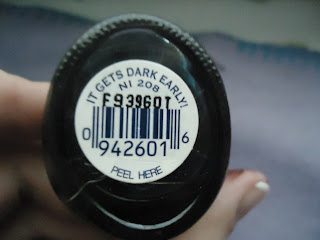 IT GETS DARK EARLY!
NI 208
F93960T
0 942601 6
PEEL HERE